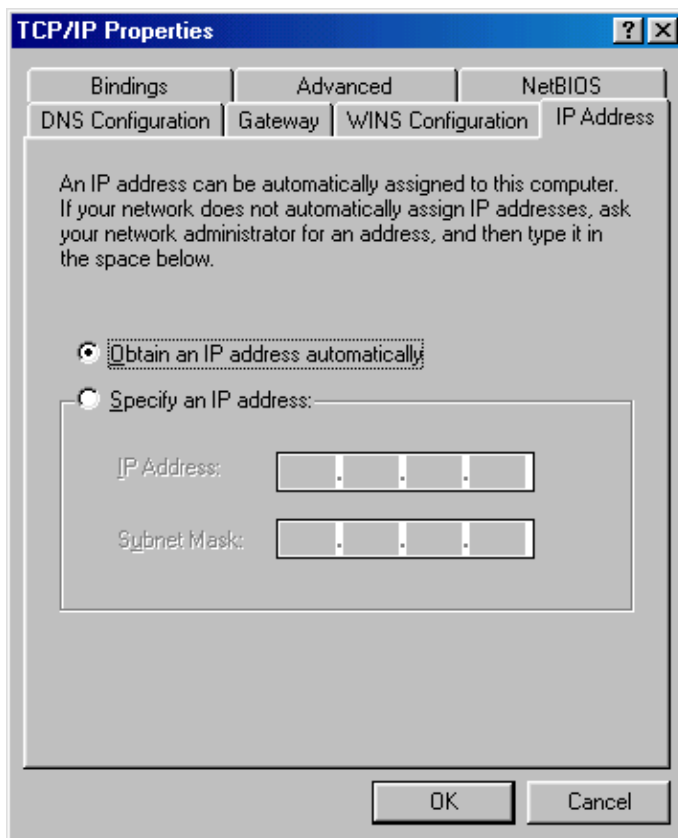 TCP/IP Properties
Bindings
Advanced
NetBIOS
DNS Configuration
Gateway
WINS Configuration
IP Address
An IP address can be automatically assigned to this computer.
If your network does not automatically assign IP addresses, ask
your network administrator for an address, and then type it in
the space below.
Obtain an IP address automatically
Specify an IP address:
IP Address:
. . .
Subnet Mask:
. . .
OK
Cancel